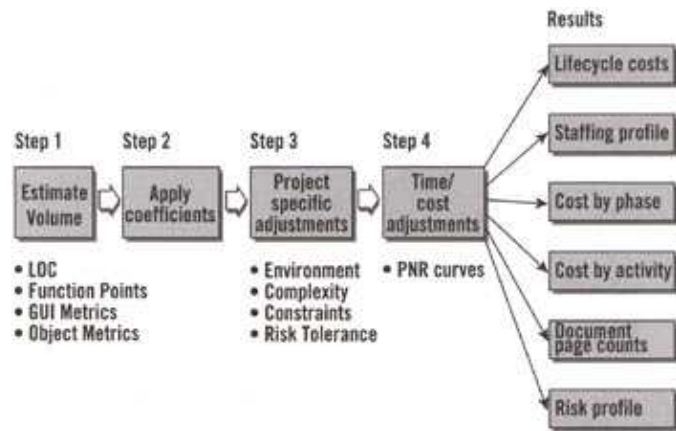 Results
Lifecycle costs
Staffing profile
Cost by phase
Cost by activity
Document
page counts
Risk profile
Step 1
Estimate
Volume
• LOC
• Function Points
• GUI Metrics
• Object Metrics
Step 2
Apply
coefficients
Step 3
Project
specific
adjustments
• Environment
• Complexity
• Constraints
• Risk Tolerance
Step 4
Time/
cost
adjustments
• PNR curves